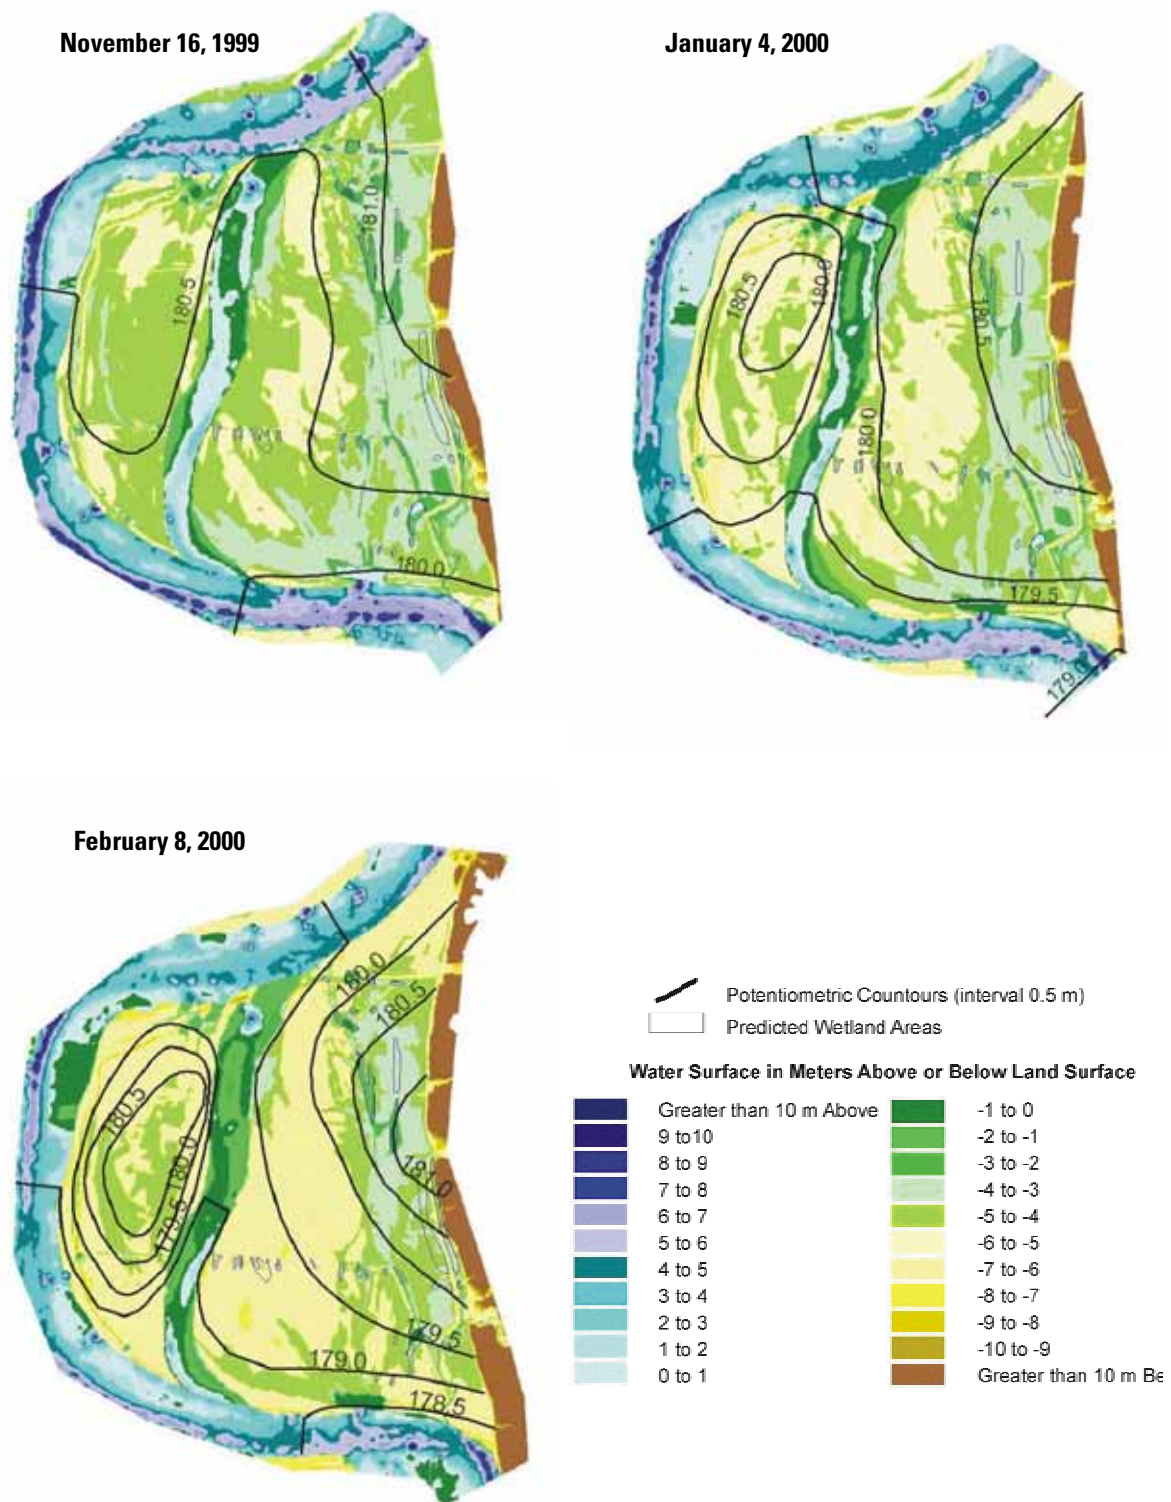 November 16, 1999
January 4, 2000
181.0
180.5
180.0
180.5
180.0
180.5
180.0
179.5
179.0
February 8, 2000
180.0
180.5
180.5
180.0
179.5
181.0
179.5
179.0
178.5
Potentiometric Countours (interval 0.5 m)
Predicted Wetland Areas
Water Surface in Meters Above or Below Land Surface
Greater than 10 m Above
9 to10
8 to 9
7 to 8
6 to 7
5 to 6
4 to 5
3 to 4
2 to 3
1 to 2
0 to 1
-1 to 0
-2 to -1
-3 to -2
-4 to -3
-5 to -4
-6 to -5
-7 to -6
-8 to -7
-9 to -8
-10 to -9
Greater than 10 m Be